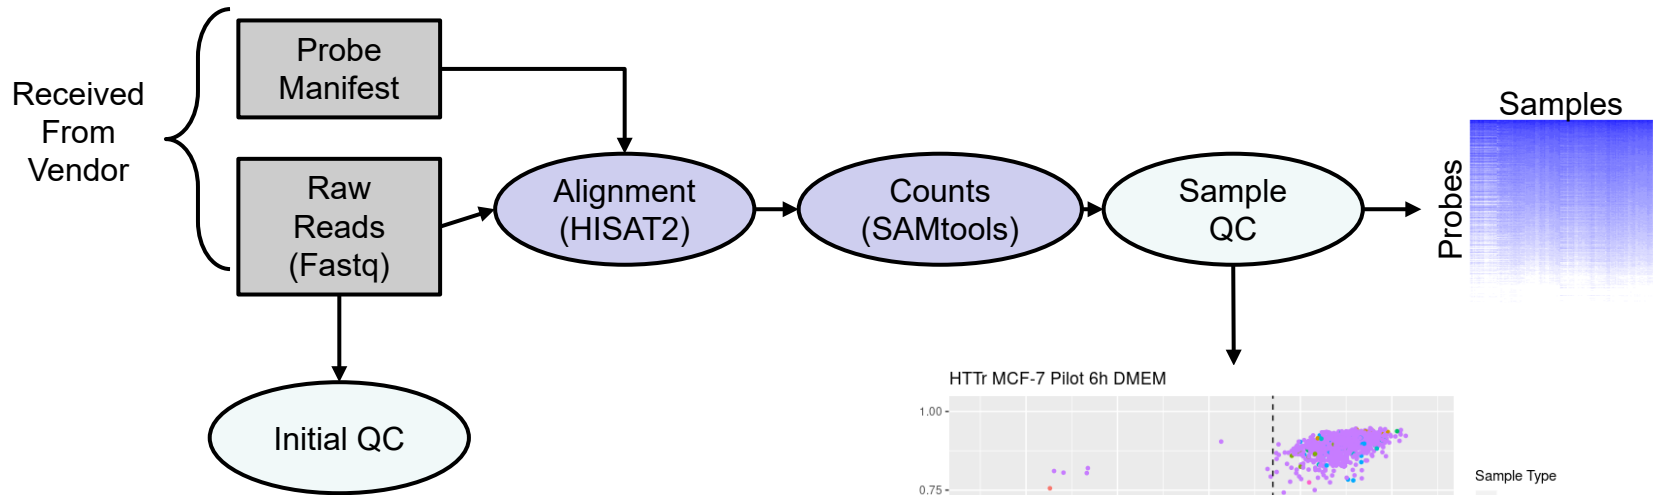 Received
From
Vendor
Probe
Manifest
Raw
Reads
(Fastq)
Alignment
(HISAT2)
Counts
(SAMtools)
Sample
QC
Samples
Probes
Initial QC
HTTr MCF-7 Pilot 6h DMEM
1.00
0.75
Sample Type